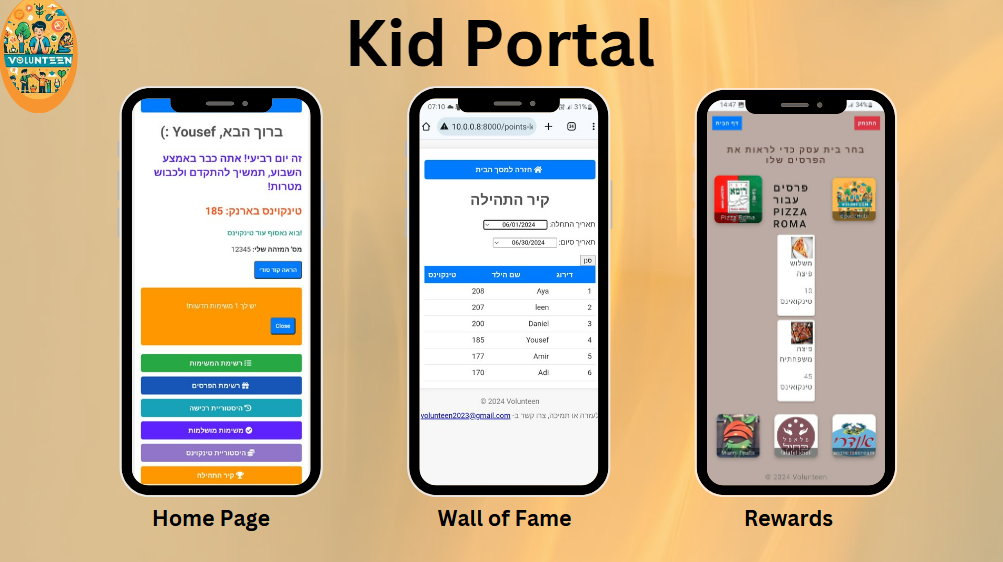 Kid Portal
VOLUNTEEN
ברוך הבא, Yousef :)
זה יום רביעי! אתה כבר באמצע
השבוע, תמשיך להתקדם ולכבוש
מטרות!
טינקוינס בארנק: 185
בוא נאסוף עוד טינקוינס!
מס' המזהה שלי: 12345
הראה קוד סודי
יש לך 1 משימות חדשות!
Close
רשימת המשימות
רשימת הפרסים
היסטוריית רכישה
משימות מושלמות
היסטוריית טינקוינס
קיר התהילה
Home Page
07:10 31%
10.0.0.8:8000/points-l
חזרה למסך הבית
קיר התהילה
תאריך התחלה: 06/01/2024
תאריך סיום: 06/30/2024
סנן
דירוג שם הילד טינקוינס
1 Aya 208
2 leen 207
3 Daniel 200
4 Yousef 185
5 Amir 177
6 Adi 170
© 2024 Volunteen
מזרה או תמיכה, צרו קשר ב- volunteen2023@gmail.com
Wall of Fame
14:47 34%
דף הבית
התנתק
בחר בית עסק כדי לראות את
הפרסים שלו
Pizza Roma
פרסים
עבור
PIZZA
ROMA
VOLUNTEEN
משלוש
פיצה
10
טינקואינס
פיצה
משפחתית
45
טינקואינס
אונדרי
© 2024 Volunteen
Rewards